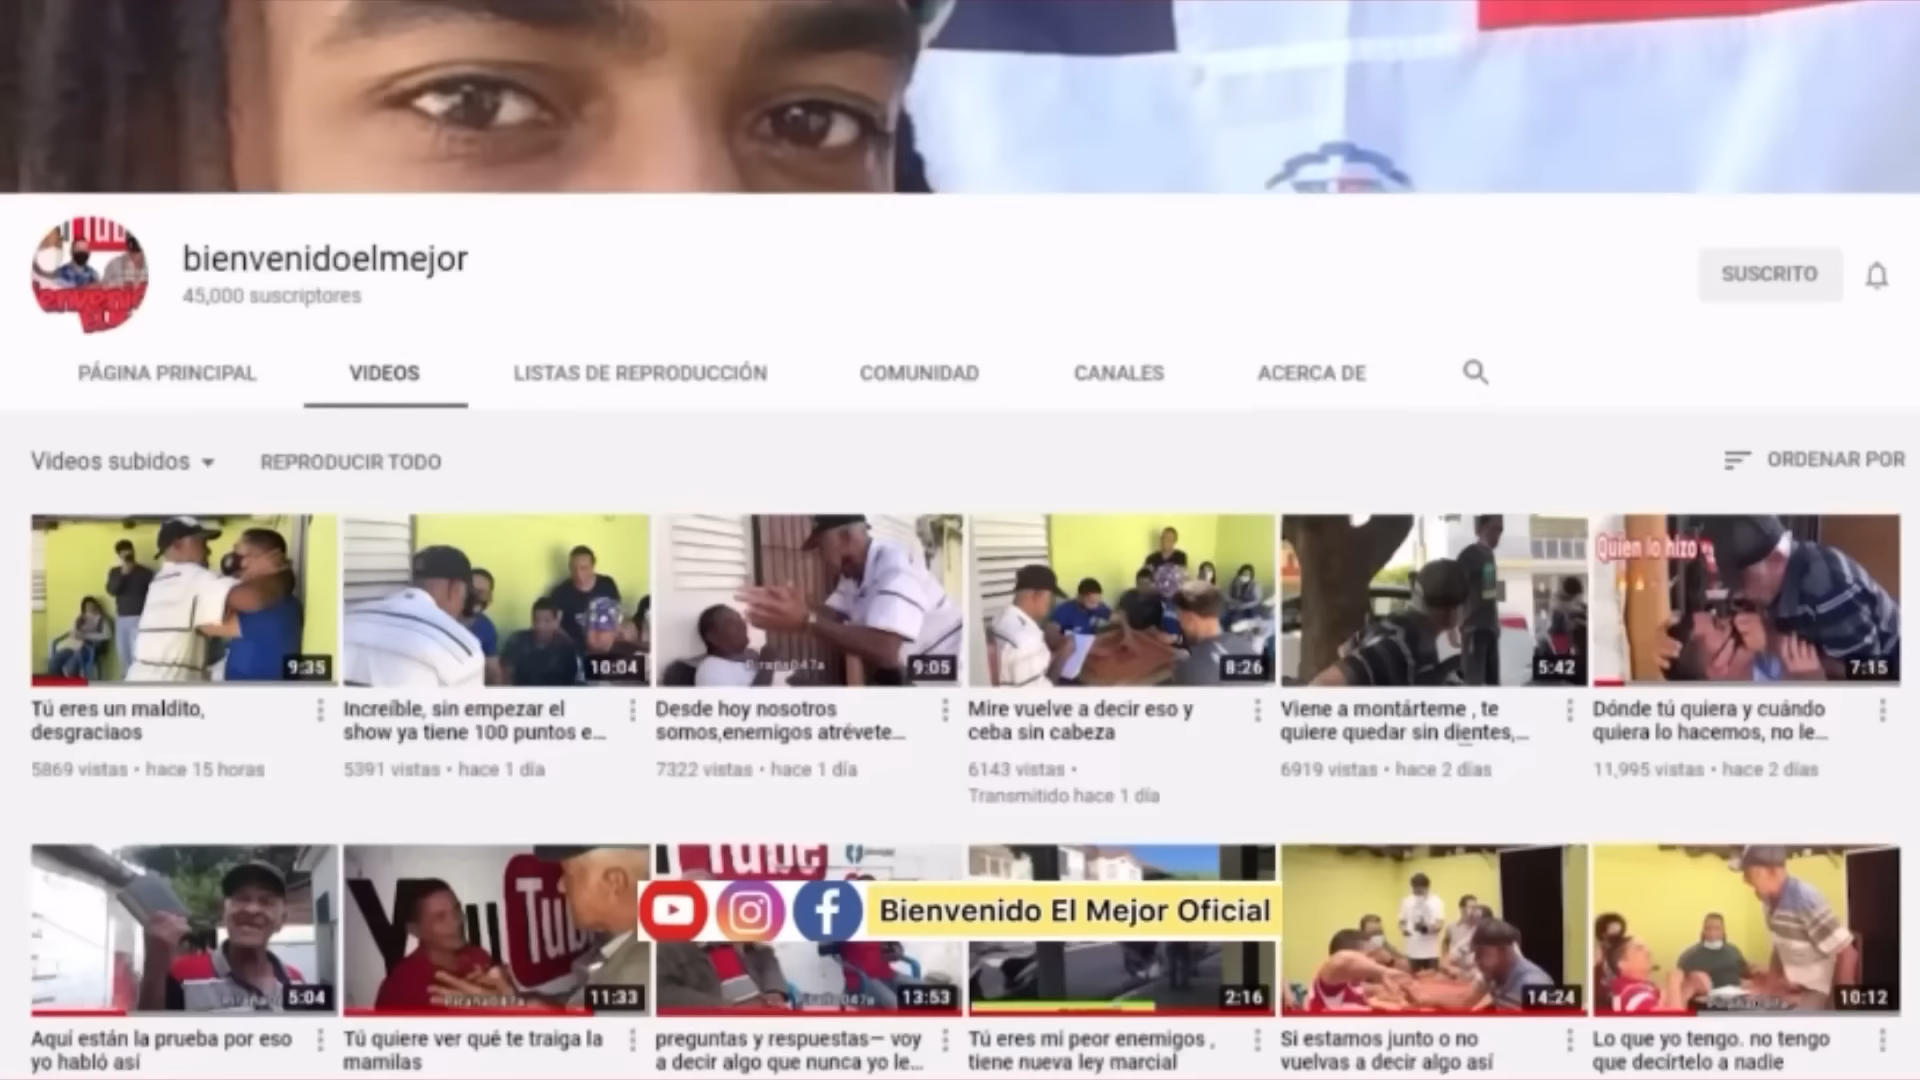 bienvenidoelmejor
45,000 suscriptores
SUSCRITO
PÁGINA PRINCIPAL
VIDEOS
LISTAS DE REPRODUCCIÓN
COMUNIDAD
CANALES
ACERCA DE
Videos subidos
REPRODUCIR TODO
ORDENAR POR
9:35
10:04
Pirana047a
9:05
8:26
5:42
Quien lo hizo
7:15
Tú eres un maldito,
desgraciaos
5869 vistas • hace 15 horas
Increíble, sin empezar el
show ya tiene 100 puntos e...
5391 vistas • hace 1 día
Desde hoy nosotros
somos,enemigos atrévete...
7322 vistas • hace 1 día
Mire vuelve a decir eso y
ceba sin cabeza
6143 vistas •
Transmitido hace 1 día
Viene a montárteme , te
quiere quedar sin dientes,...
6919 vistas • hace 2 días
Dónde tú quiera y cuándo
quiera lo hacemos, no le...
11,995 vistas • hace 2 días
5:04
You Tub
Pirana047a
11:33
Tube
13:53
2:16
14:24
10:12
Bienvenido El Mejor Oficial
Aquí están la prueba por eso
yo habló así
Tú quiere ver qué te traiga la
mamilas
preguntas y respuestas— voy
a decir algo que nunca yo le...
Tú eres mi peor enemigos ,
tiene nueva ley marcial
Si estamos junto o no
vuelvas a decir algo así
Lo que yo tengo. no tengo
que decírtelo a nadie